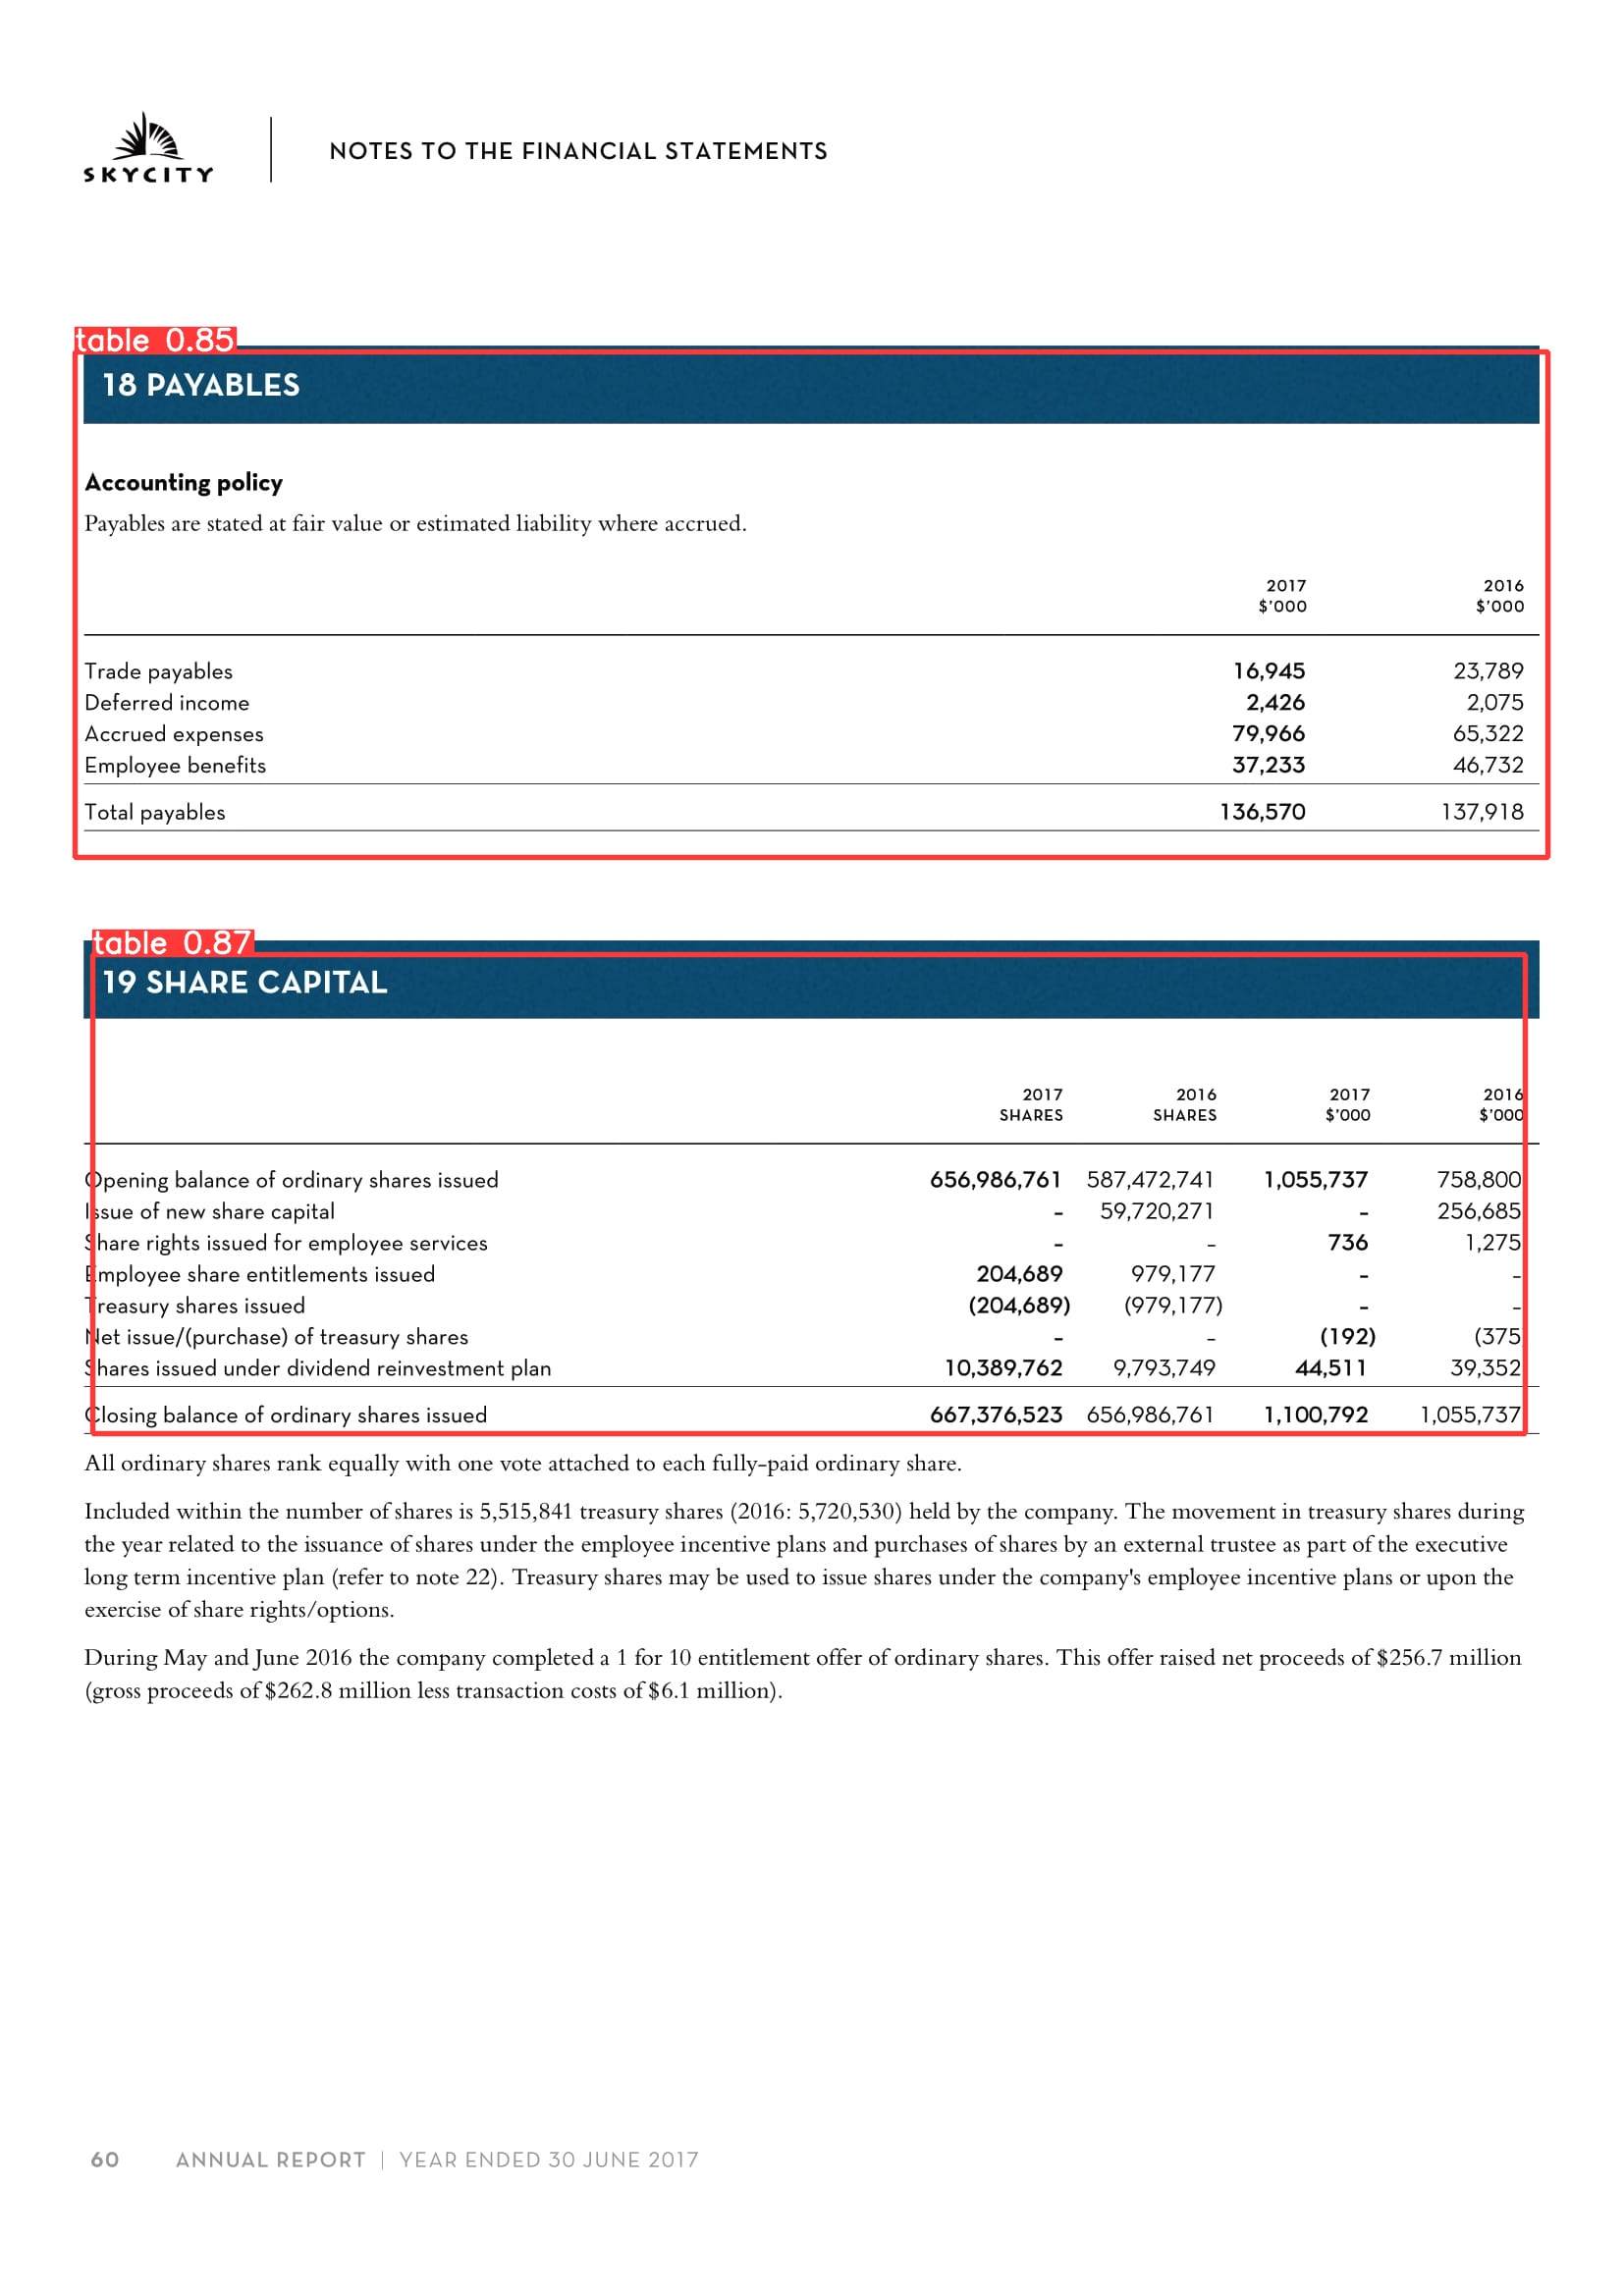 SKYCITY
NOTES TO THE FINANCIAL STATEMENTS
table 0.85
18 PAYABLES
Accounting policy
Payables are stated at fair value or estimated liability where accrued.
2017 2016
$'000 $'000
Trade payables 16,945 23,789
Deferred income 2,426 2,075
Accrued expenses 79,966 65,322
Employee benefits 37,233 46,732
Total payables 136,570 137,918
table 0.87
19 SHARE CAPITAL
2017 2016 2017 2016
SHARES SHARES $'000 $'000
Opening balance of ordinary shares issued 656,986,761 587,472,741 1,055,737 758,800
Issue of new share capital - 59,720,271 - 256,685
Share rights issued for employee services - - 736 1,275
Employee share entitlements issued 204,689 979,177 - -
Treasury shares issued (204,689) (979,177) - -
Net issue/(purchase) of treasury shares - - (192) (375)
Shares issued under dividend reinvestment plan 10,389,762 9,793,749 44,511 39,352
Closing balance of ordinary shares issued 667,376,523 656,986,761 1,100,792 1,055,737
All ordinary shares rank equally with one vote attached to each fully-paid ordinary share.
Included within the number of shares is 5,515,841 treasury shares (2016: 5,720,530) held by the company. The movement in treasury shares during
the year related to the issuance of shares under the employee incentive plans and purchases of shares by an external trustee as part of the executive
long term incentive plan (refer to note 22). Treasury shares may be used to issue shares under the company's employee incentive plans or upon the
exercise of share rights/options.
During May and June 2016 the company completed a 1 for 10 entitlement offer of ordinary shares. This offer raised net proceeds of $256.7 million
(gross proceeds of $262.8 million less transaction costs of $6.1 million).
60 ANNUAL REPORT | YEAR ENDED 30 JUNE 2017